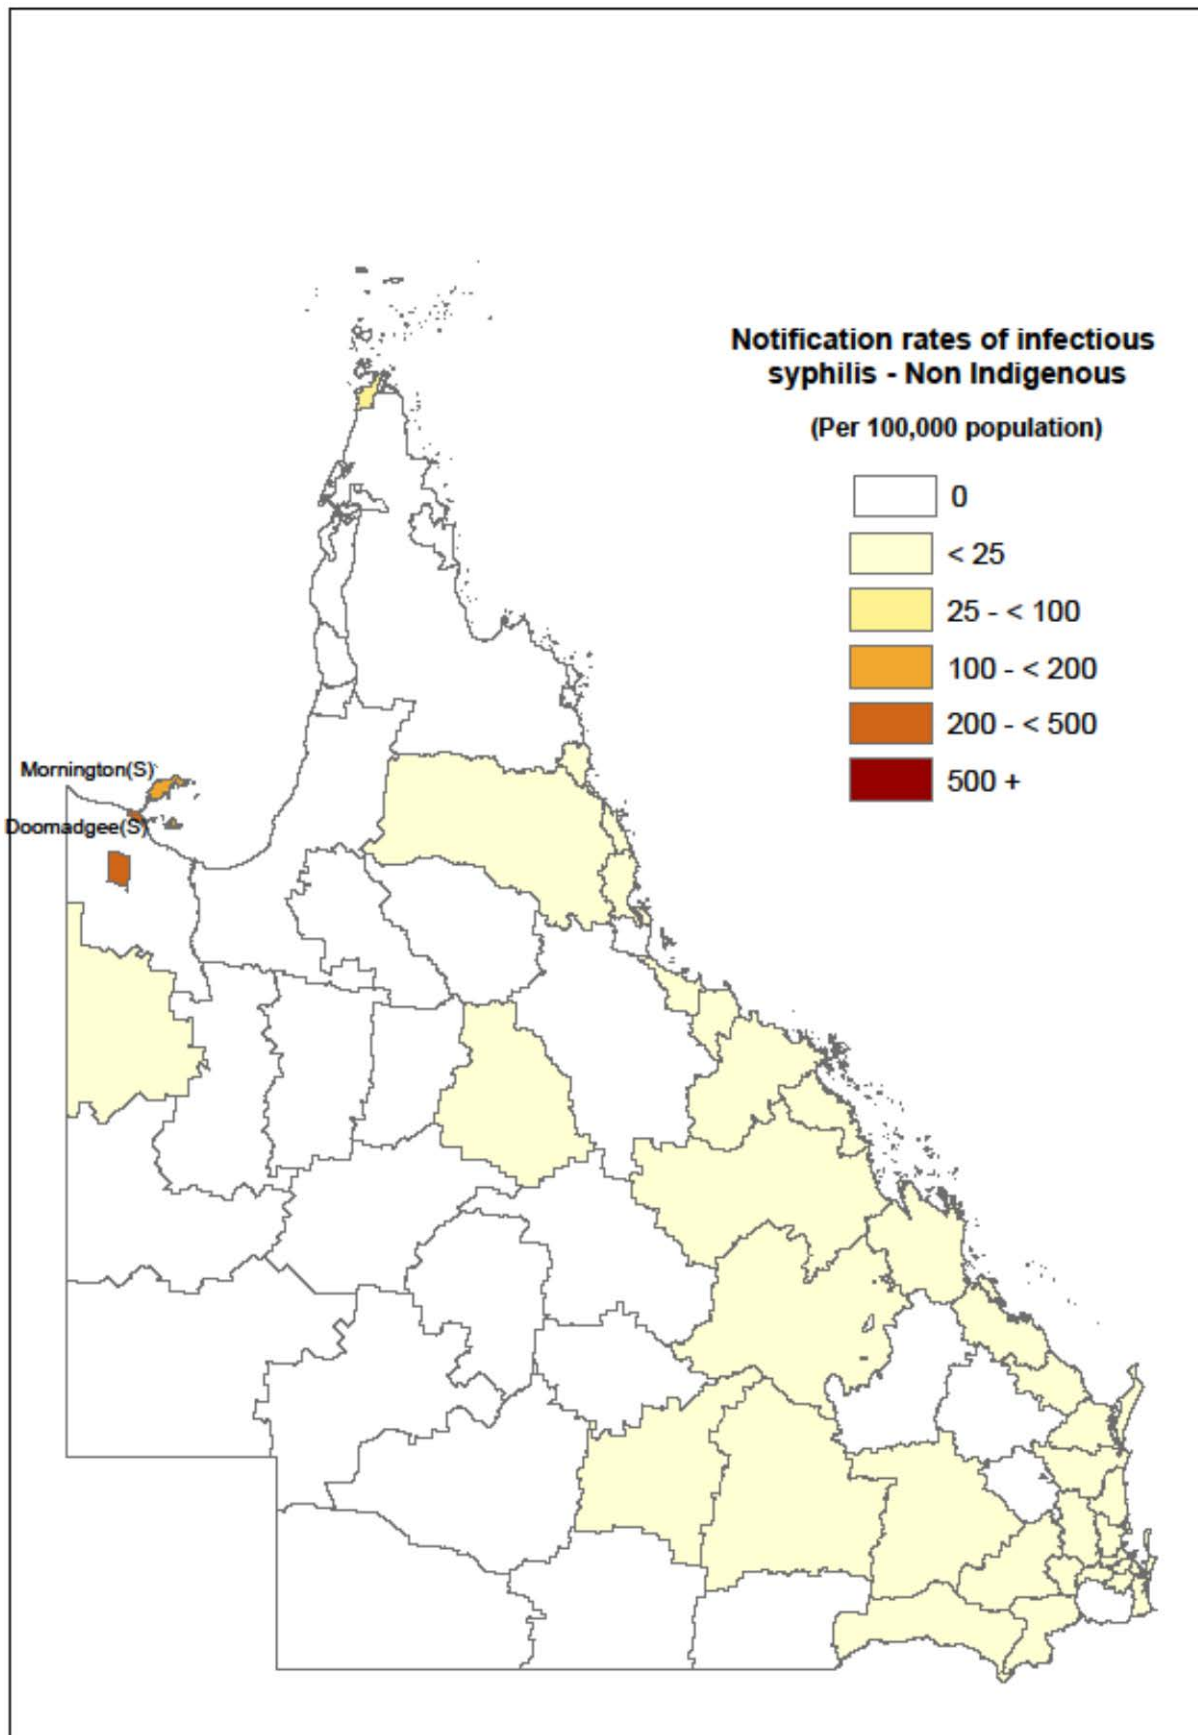 Notification rates of infectious
syphilis - Non Indigenous
(Per 100,000 population)
0
< 25
25 - < 100
100 - < 200
200 - < 500
500 +
Mornington(S)
Doomadgee(S)